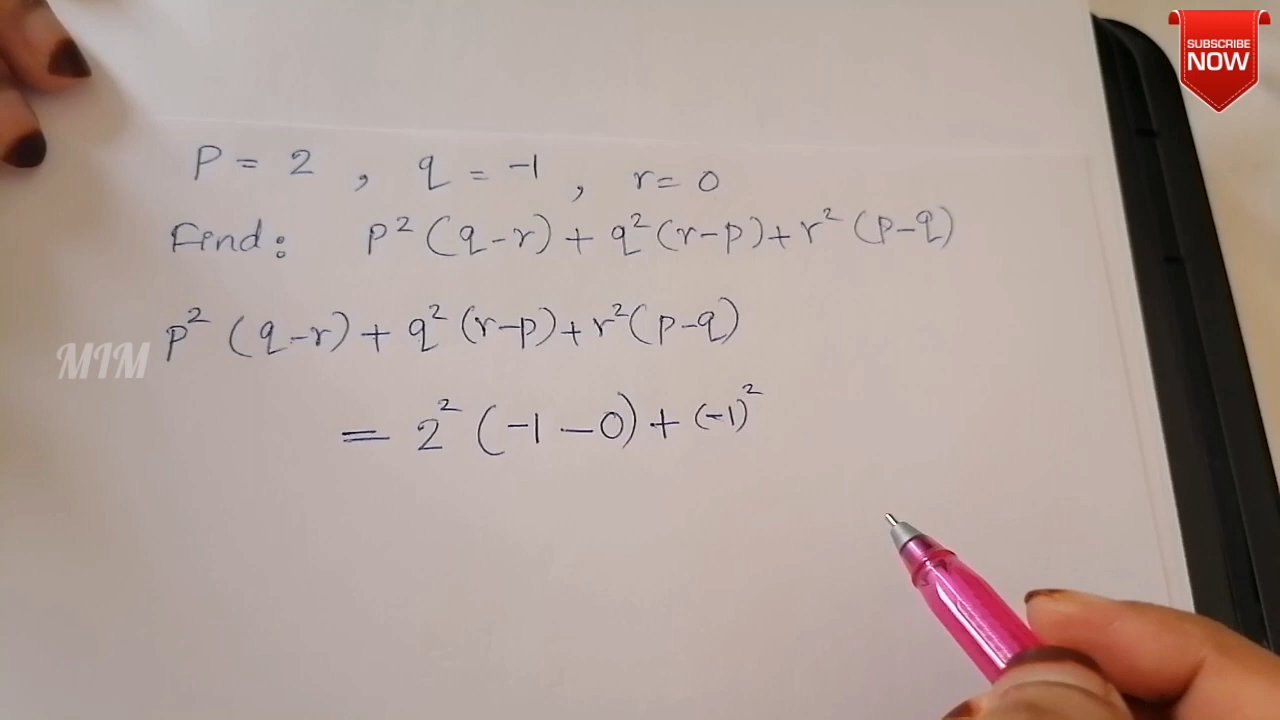 SUBSCRIBE
NOW
P = 2 , q = -1 , r = 0
Find: p² (q-r) + q² (r-p) + r² (p-q)
p² (q-r) + q² (r-p) + r² (p-q)
MIM
= 2² (-1 - 0) + (-1)²